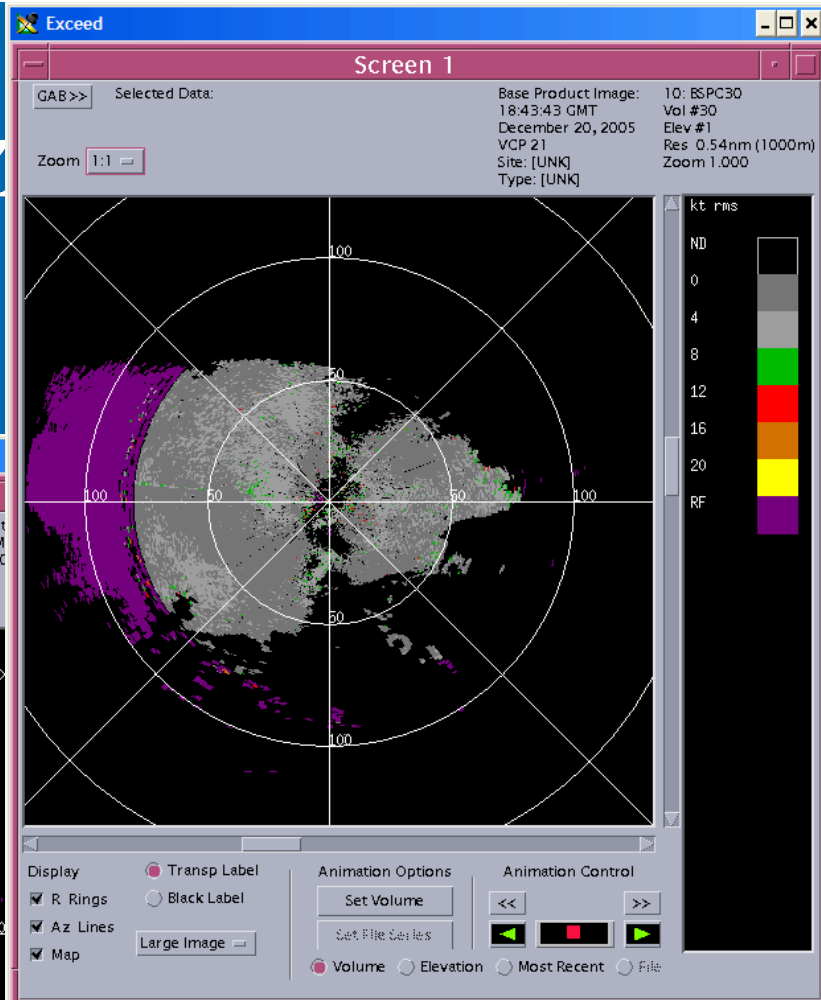 Exceed
Screen 1
GAB>>
Selected Data:
Base Product Image:
18:43:43 GMT
December 20, 2005
VCP 21
Site: [UNK]
Type: [UNK]
10: BSPC30
Vol #30
Elev #1
Res 0.54nm (1000m)
Zoom 1.000
Zoom 1:1
kt rms
ND
0
4
8
12
16
20
RF
100
50
100
50
50
100
50
100
Display
R Rings
Az Lines
Map
Transp Label
Black Label
Large Image
Animation Options
Set Volume
Set File Series
Animation Control
<<
>>
Volume
Elevation
Most Recent
File